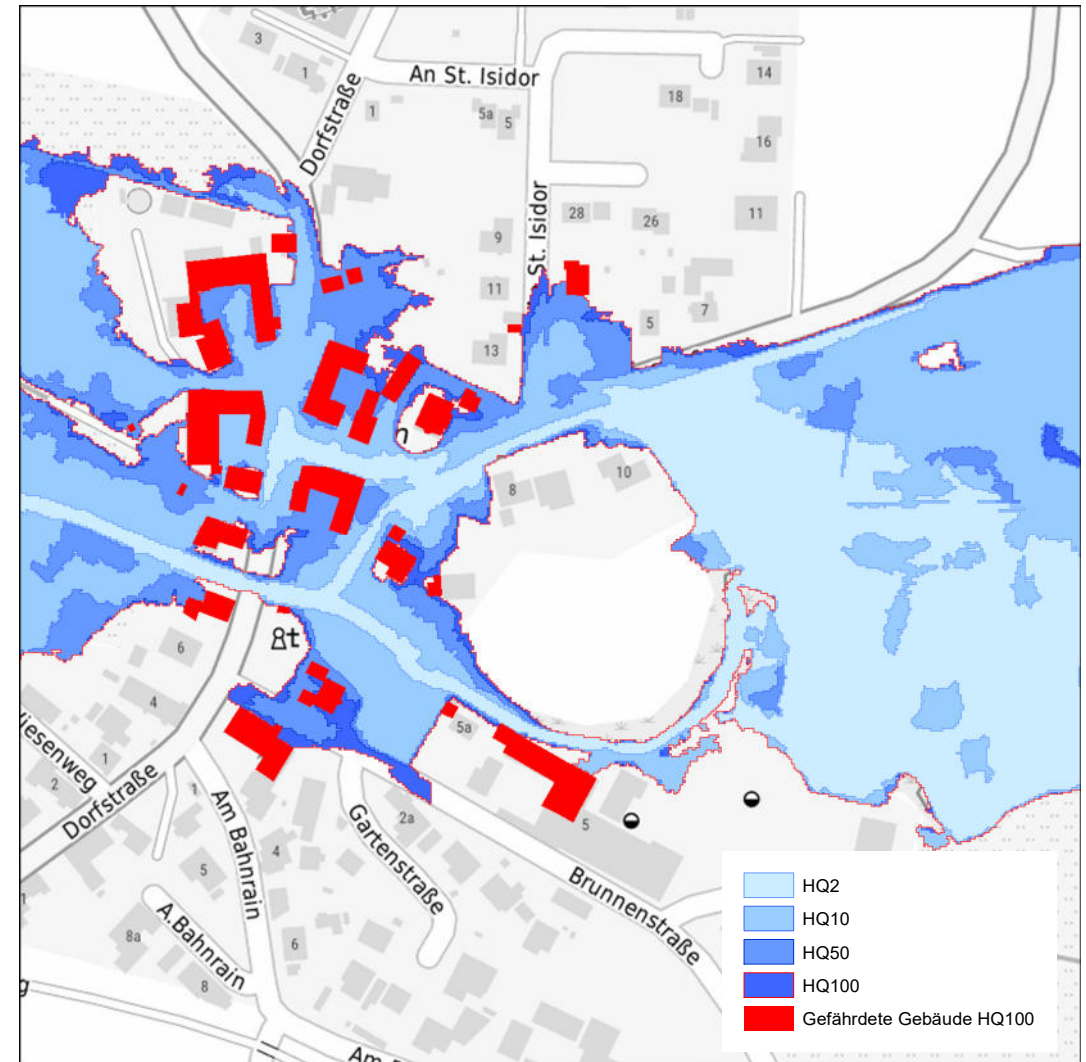 3
1
An St. Isidor
14
Dorfstraße
1
18
5a
5
16
St. Isidor
28
26
11
9
11
5
7
13
n
8
10
t
6
4
Wiesenweg
1
2
Dorfstraße
1
5a
Am Bahnrain
Gartenstraße
2a
5
4
5
Brunnenstraße
1
A.Bahnrain
8a
6
8
g
HQ2
HQ10
HQ50
HQ100
Gefährdete Gebäude HQ100